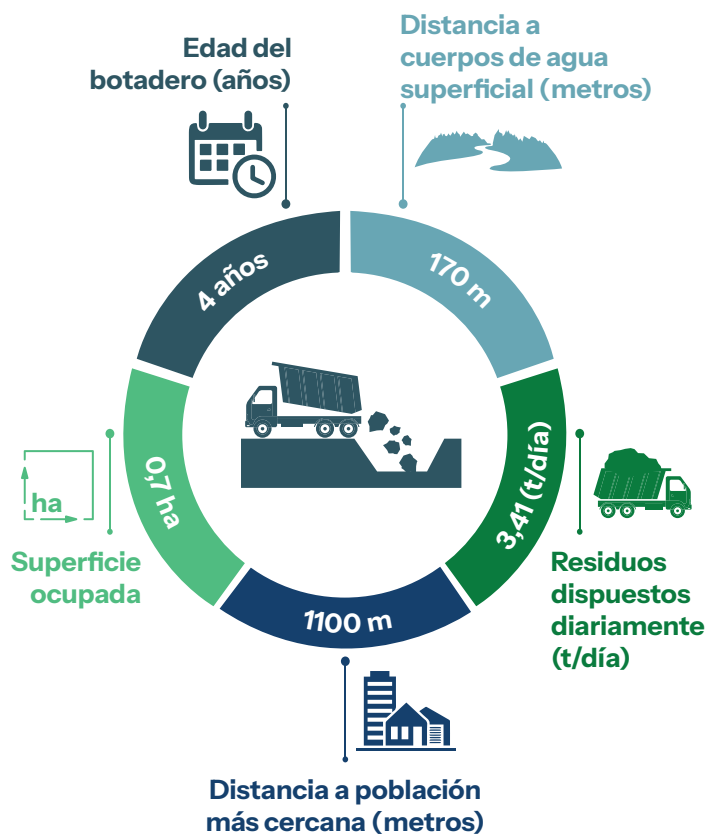 Edad del
botadero (años)
Distancia a
cuerpos de agua
superficial (metros)
4 años
170 m
0,7 ha
3,41 (t/día)
1100 m
ha
Superficie
ocupada
Residuos
dispuestos
diariamente
(t/día)
Distancia a población
más cercana (metros)